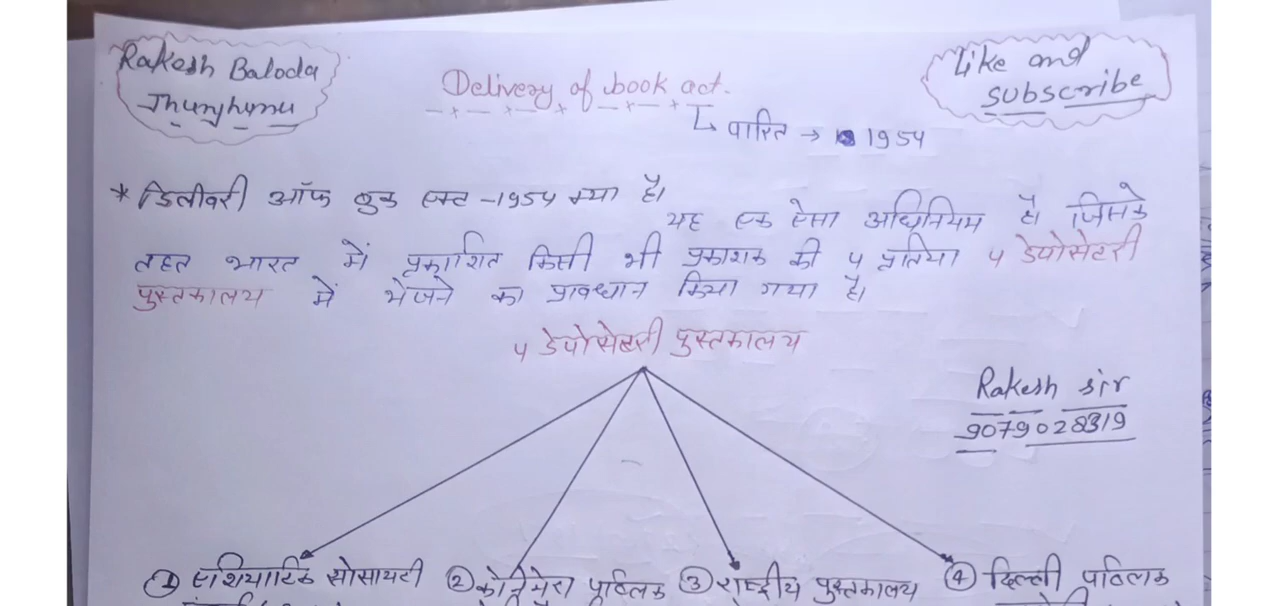 Rakesh Baloda
Jhunjhunu
Delivery of book act.
Like and
subscribe
↳ पारित → 1954
* डिलीवरी ऑफ बुक एक्ट -1954 क्या है।
यह एक ऐसा अधिनियम है। जिसके
तहत भारत में प्रकाशित किसी भी प्रकाशक की 4 प्रतिया 4 डेपोसेटरी
पुस्तकालय में भेजने का प्रावधान किया गया है।
4 डेपोसेटरी पुस्तकालय
Rakesh sir
9079028319
① एशियाटिक सोसायटी ② कोनेमेरा पब्लिक ③ राष्ट्रीय पुस्तकालय ④ दिल्ली पब्लिक